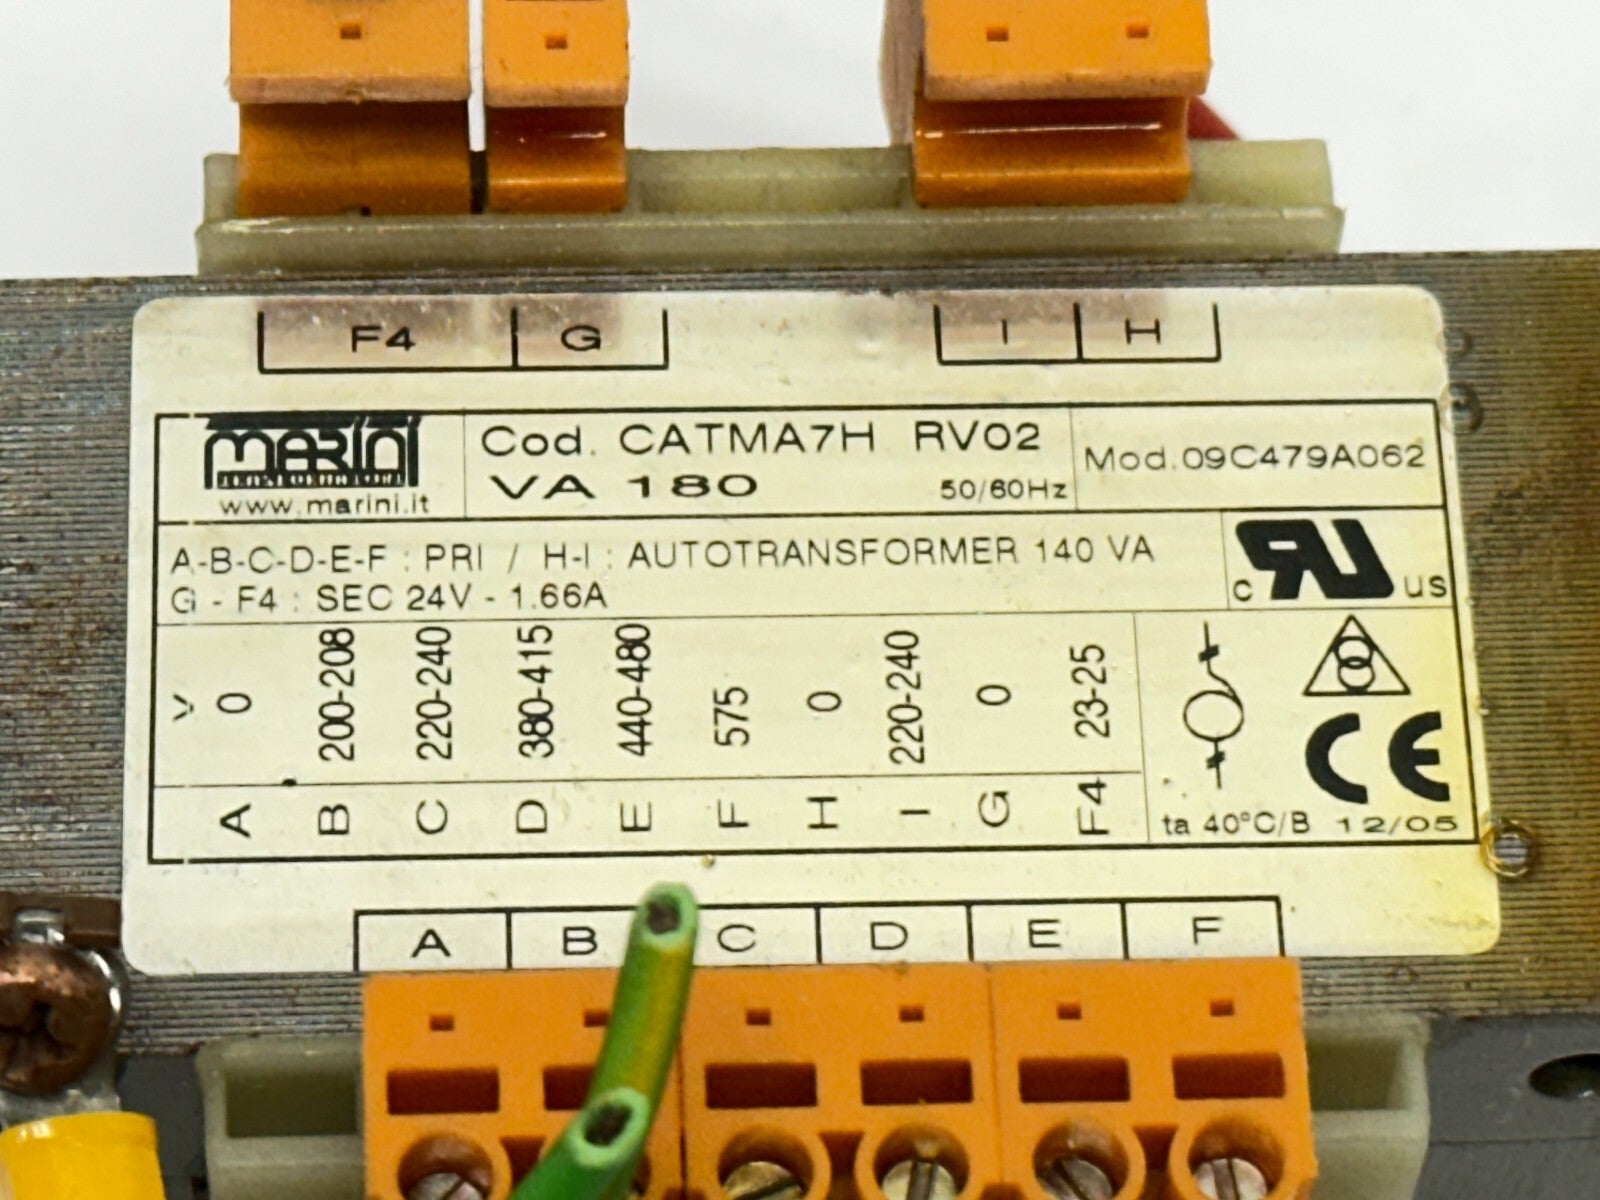 F4 G I H
MARINI
TRASFORMATORI
www.marini.it
Cod. CATMA7H RV02
VA 180 50/60Hz
Mod.09C479A062
A-B-C-D-E-F : PRI / H-I : AUTOTRANSFORMER 140 VA
G - F4 : SEC 24V - 1.66A
c RU us
V 0 200-208 220-240 380-415 440-480 575 0 220-240 0 23-25
A B C D E F H I G F4
CE
ta 40°C/B 12/05
A B C D E F